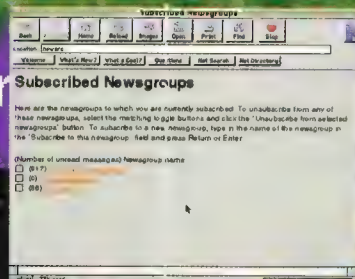 Subscribed Newsgroups
Back Home Reload Images Open Print Find Stop
Location: newsrc
Welcome What's New? What's Cool? Questions Net Search Net Directory
Subscribed Newsgroups
Here are the newsgroups to which you are currently subscribed. To unsubscribe from any of
these newsgroups, select the matching toggle buttons and click the "Unsubscribe from selected
newsgroups" button. To subscribe to a new newsgroup, type in the name of the newsgroup in
the "Subscribe to this newsgroup" field and press Return or Enter
(Number of unread messages) Newsgroup name
(917)
(0)